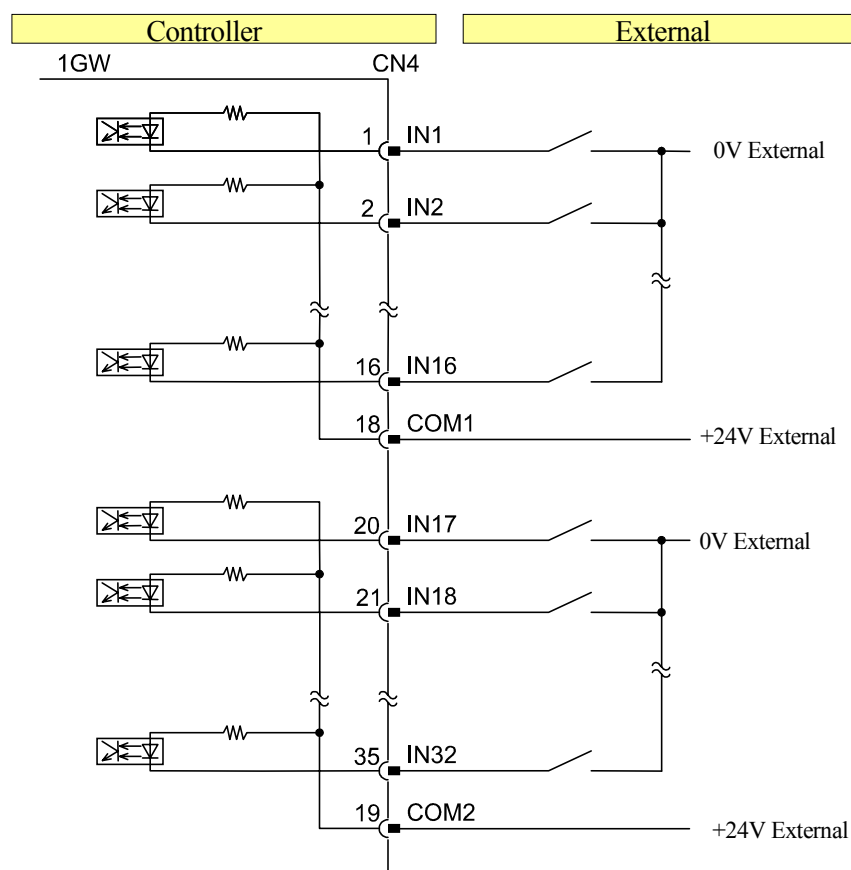 Controller External
1GW CN4
1 IN1 0V External
2 IN2
16 IN16
18 COM1 +24V External
20 IN17 0V External
21 IN18
35 IN32
19 COM2 +24V External